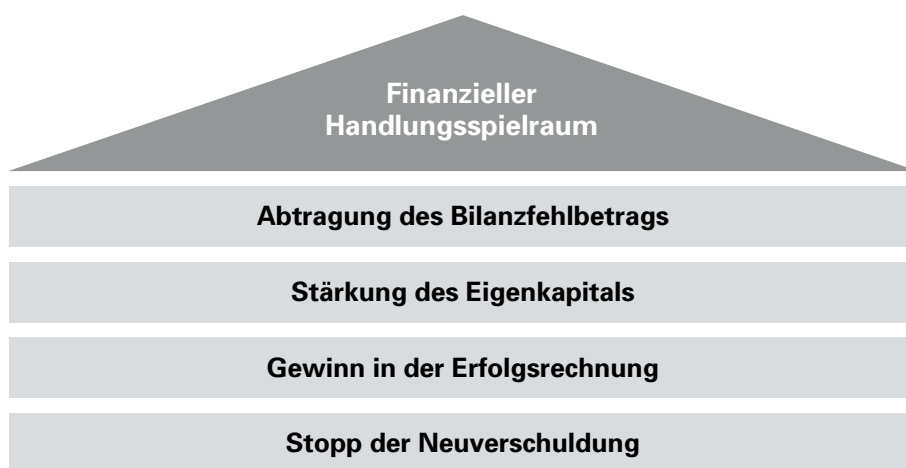 Finanzieller
Handlungsspielraum
Abtragung des Bilanzfehlbetrags
Stärkung des Eigenkapitals
Gewinn in der Erfolgsrechnung
Stopp der Neuverschuldung